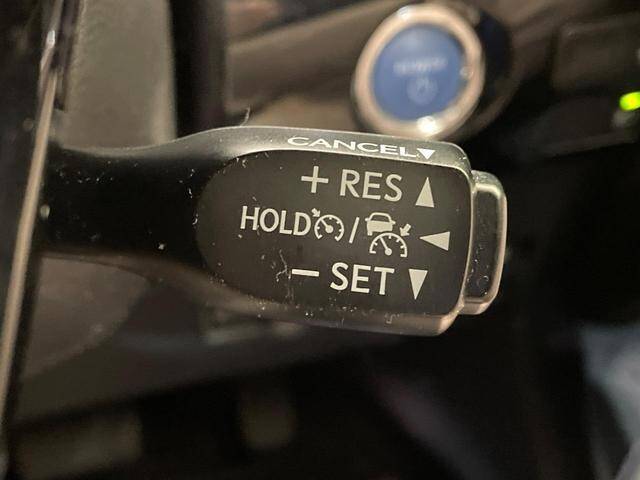 CANCEL▼
+ RES ▲
HOLD / ◀
− SET ▼